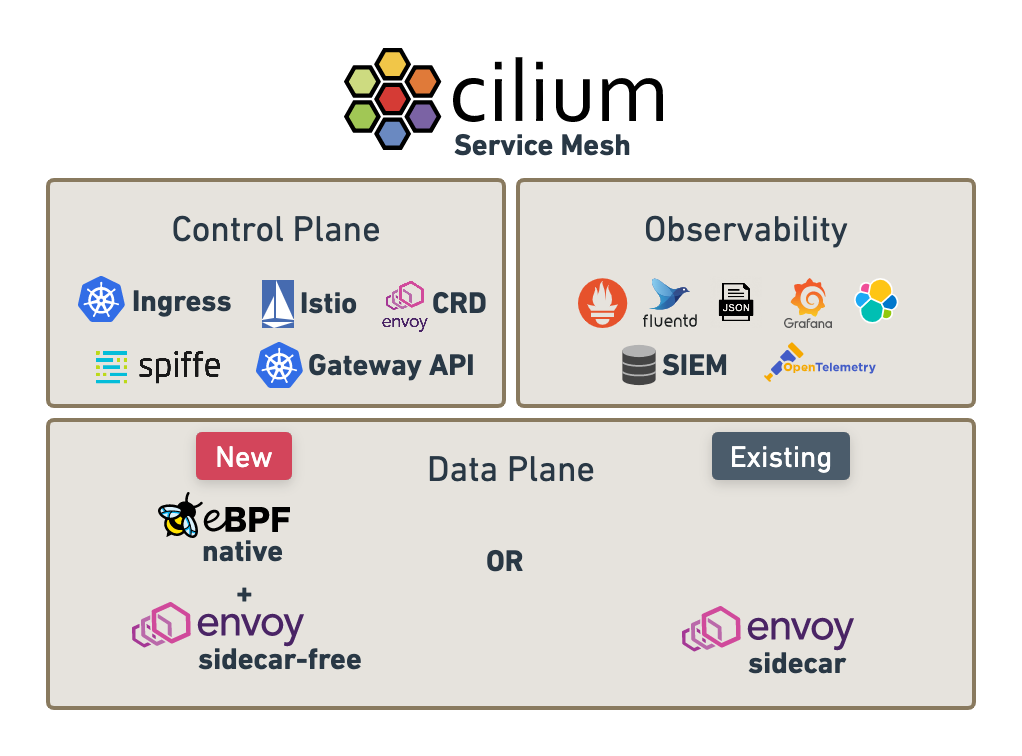 cilium
Service Mesh
Control Plane
Ingress
Istio
envoy
CRD
spiffe
Gateway API
Observability
fluentd
JSON
Grafana
SIEM
OpenTelemetry
New
Data Plane
Existing
eBPF
native
OR
+
envoy
sidecar-free
envoy
sidecar